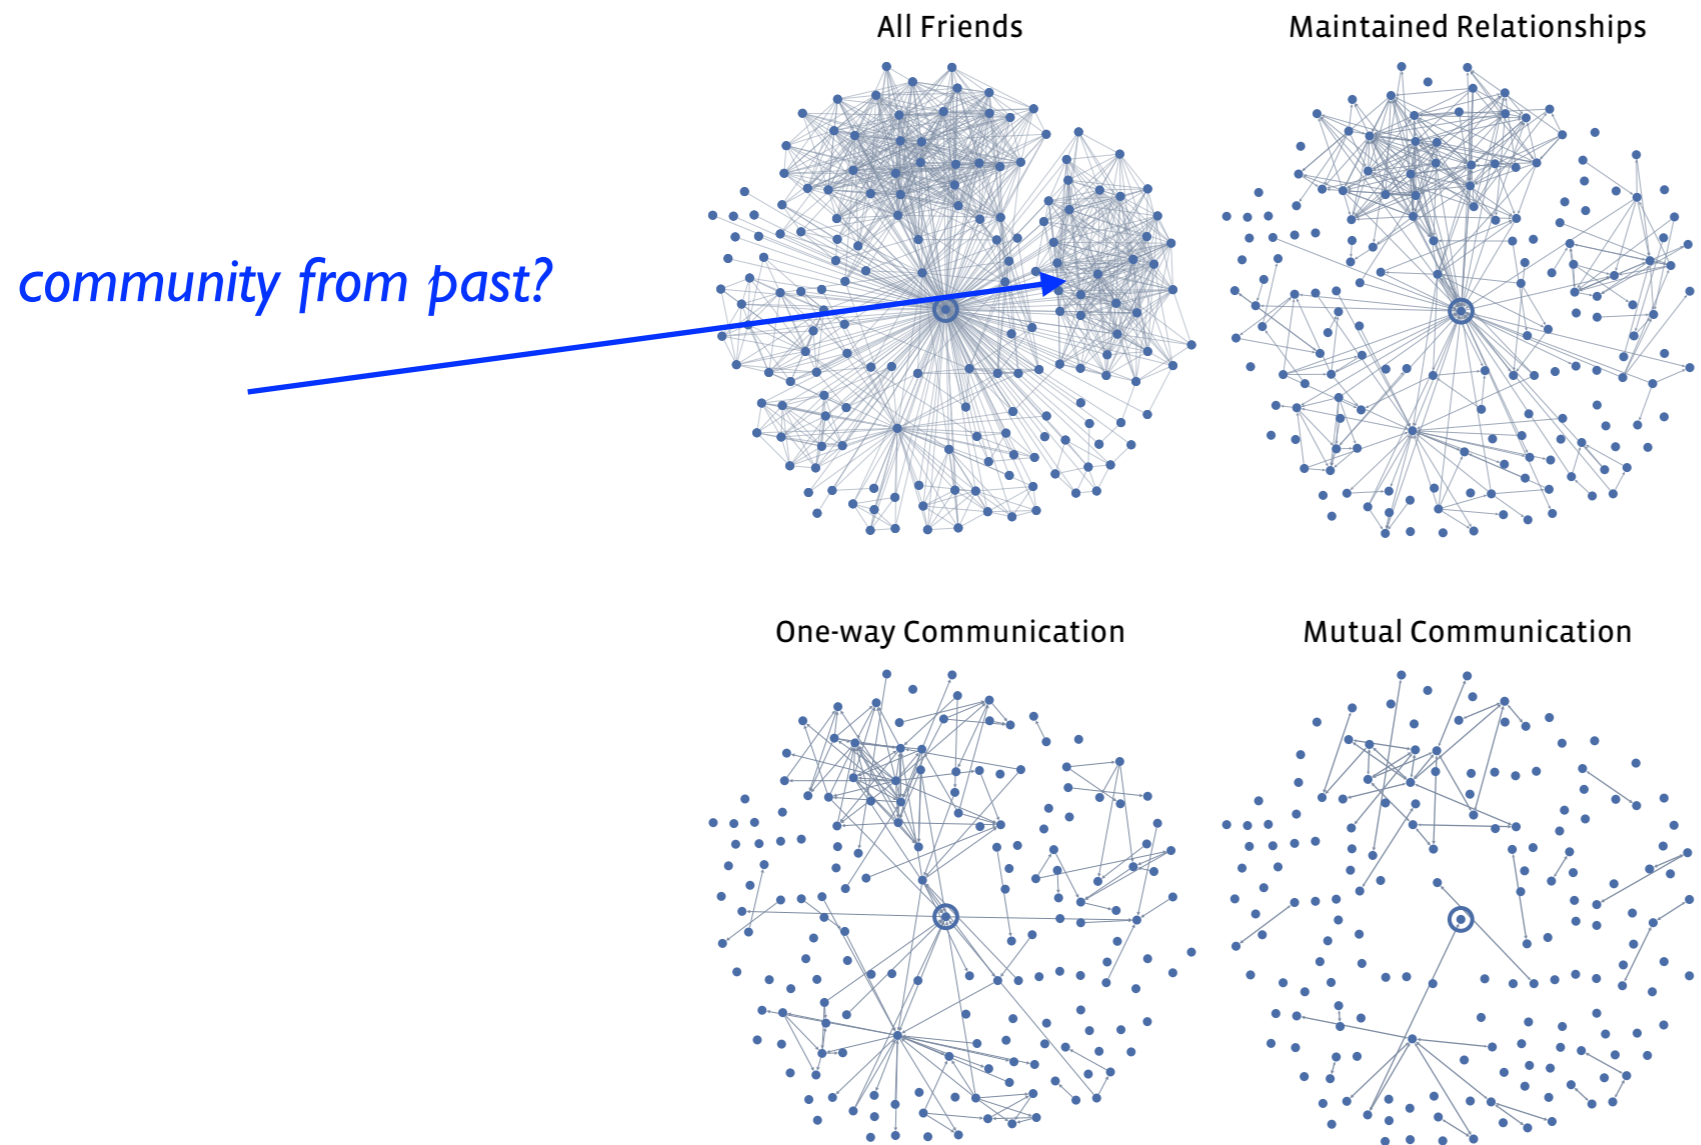 All Friends
Maintained Relationships
community from past?
One-way Communication
Mutual Communication